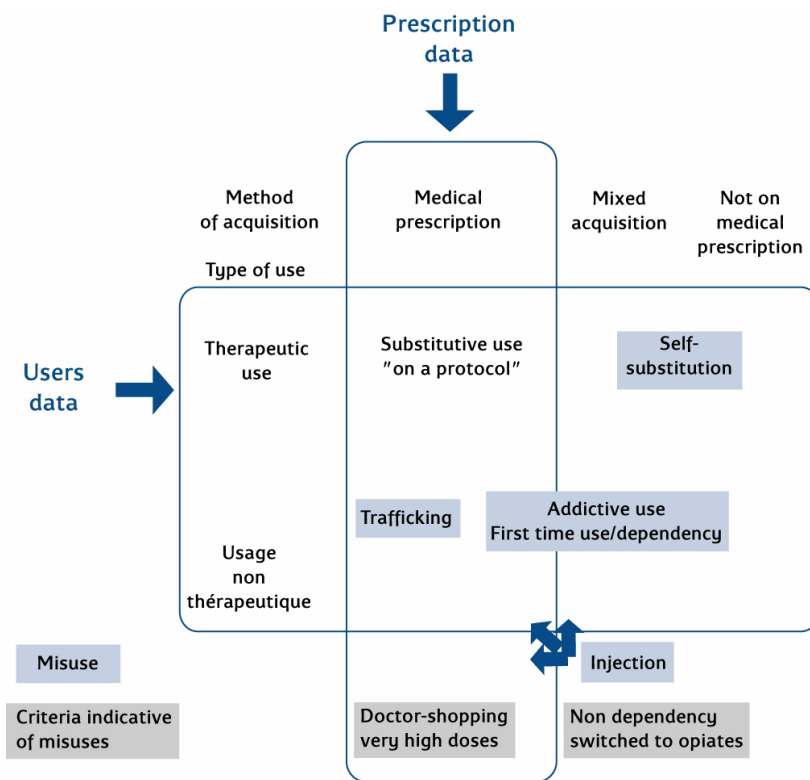 Prescription
data
Method
of acquisition
Medical
prescription
Mixed
acquisition
Not on
medical
prescription
Type of use
Users
data
Therapeutic
use
Substitutive use
"on a protocol"
Self-
substitution
Trafficking
Addictive use
First time use/dependency
Usage
non
thérapeutique
Misuse
Injection
Criteria indicative
of misuses
Doctor-shopping
very high doses
Non dependency
switched to opiates